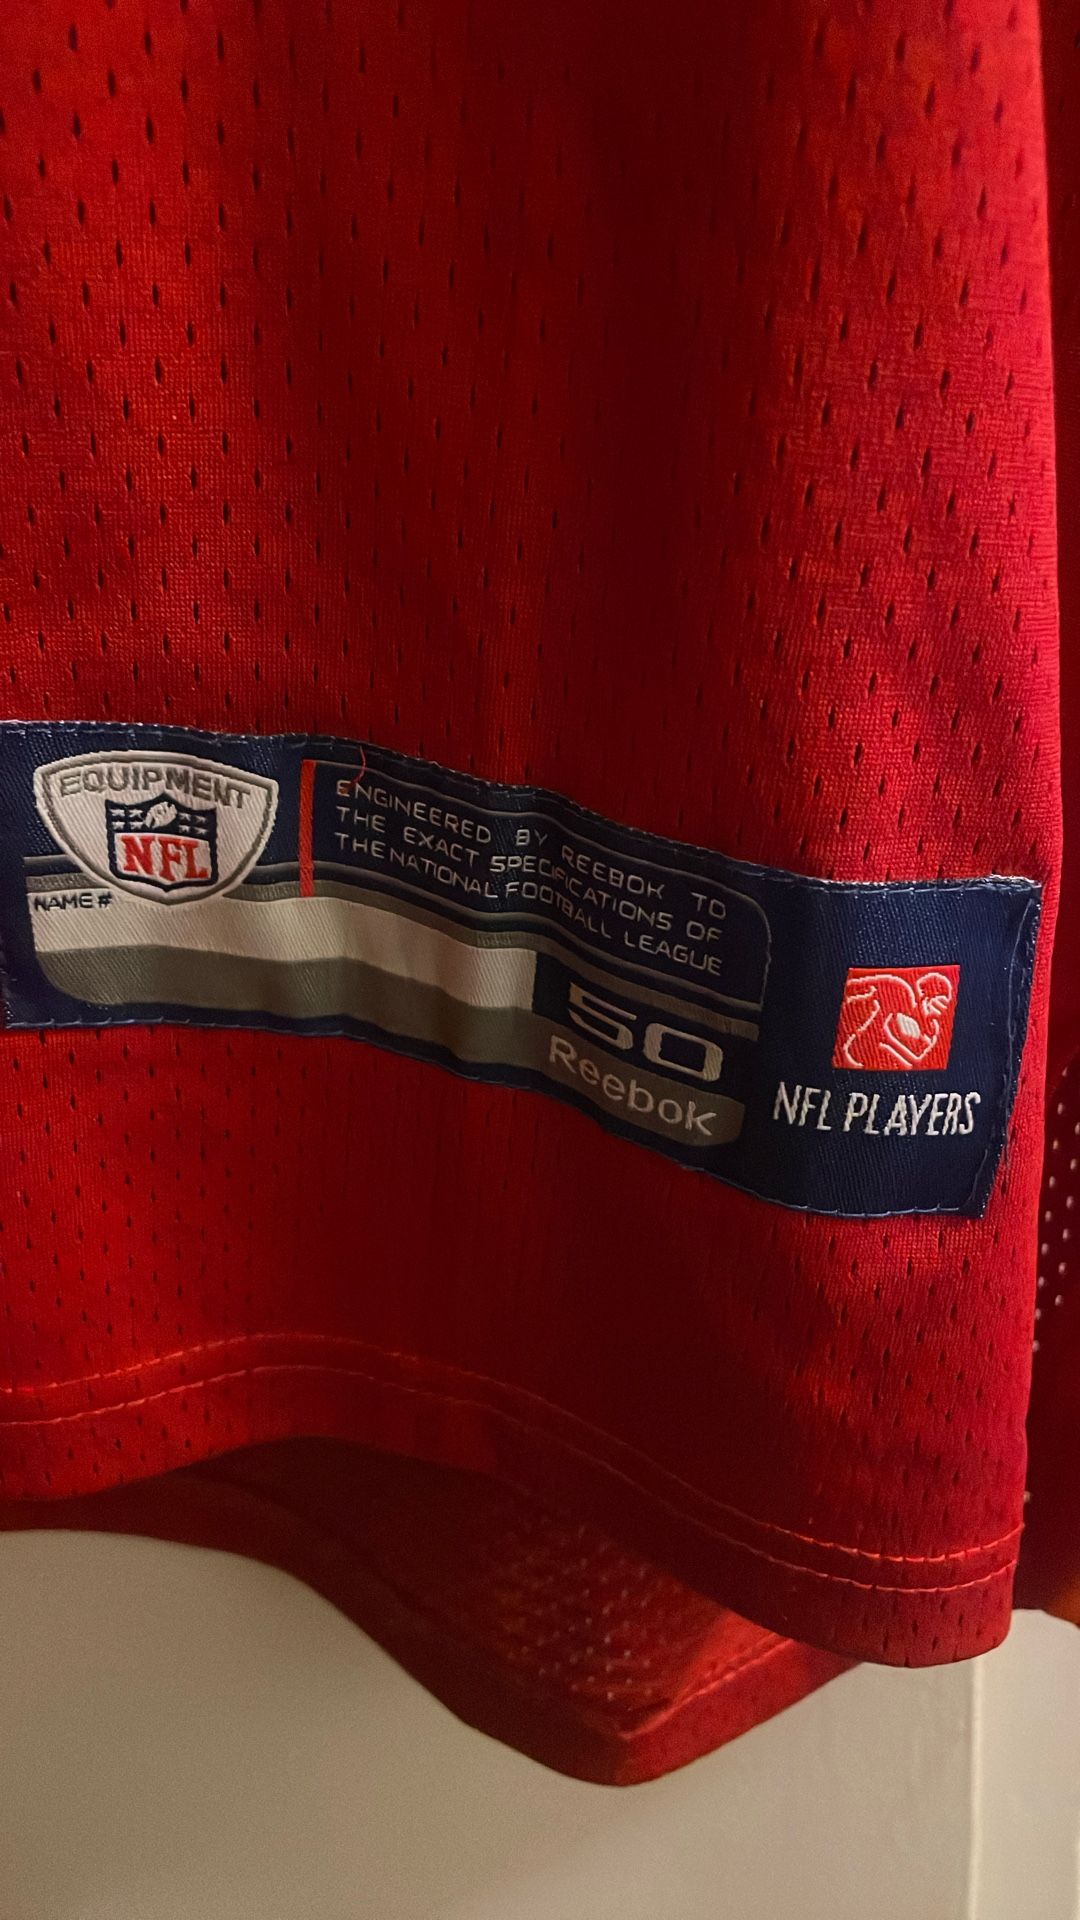 EQUIPMENT
NFL
NAME #
ENGINEERED BY REEBOK TO
THE EXACT SPECIFICATIONS OF
THE NATIONAL FOOTBALL LEAGUE
50
Reebok
NFL PLAYERS